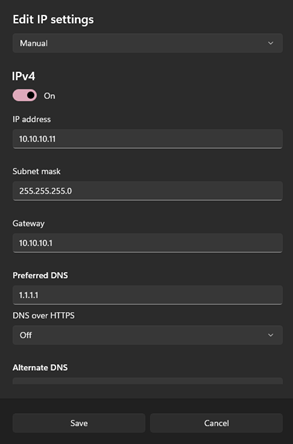 Edit IP settings
Manual
IPv4
On
IP address
10.10.10.11
Subnet mask
255.255.255.0
Gateway
10.10.10.1
Preferred DNS
1.1.1.1
DNS over HTTPS
Off
Alternate DNS
Save
Cancel